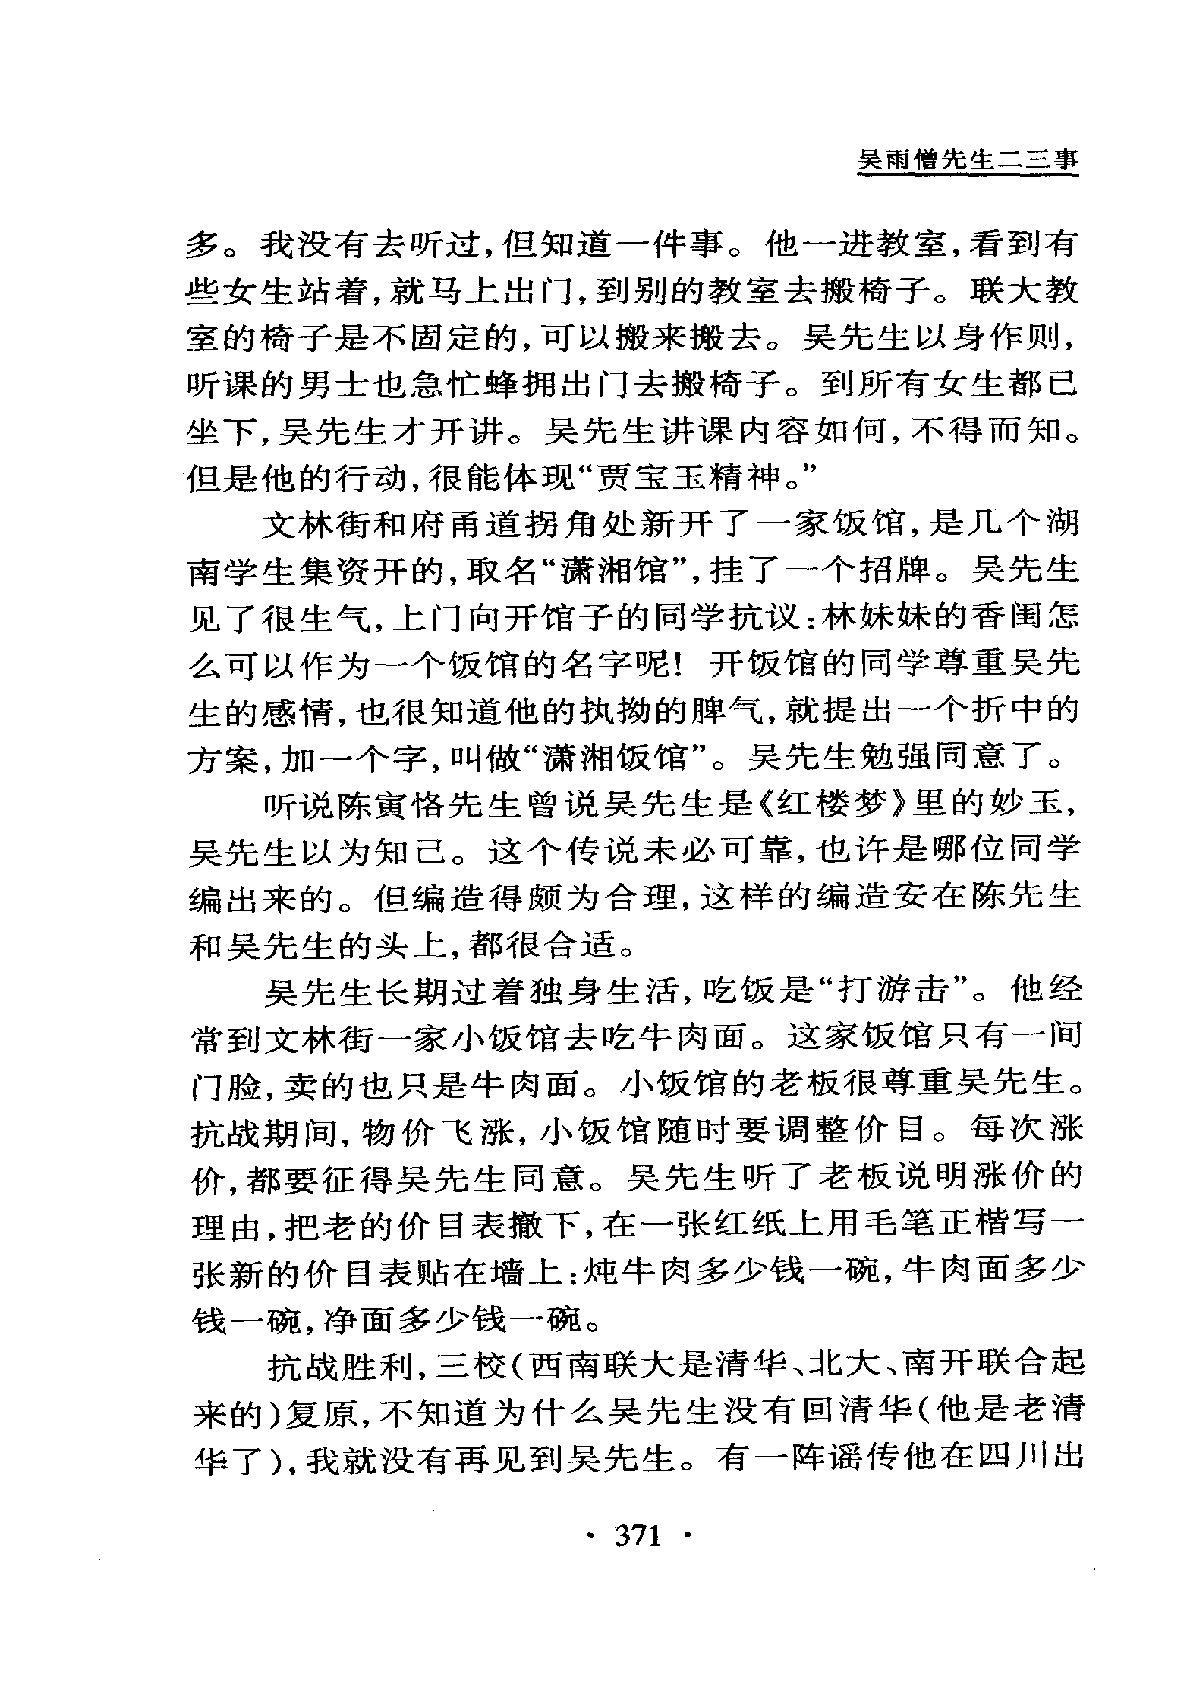 吴雨僧先生二三事
多。我没有去听过,但知道一件事。他一进教室,看到有
些女生站着,就马上出门,到别的教室去搬椅子。联大教
室的椅子是不固定的,可以搬来搬去。吴先生以身作则,
听课的男士也急忙蜂拥出门去搬椅子。到所有女生都已
坐下,吴先生才开讲。吴先生讲课内容如何,不得而知。
但是他的行动,很能体现“贾宝玉精神。”
文林街和府甬道拐角处新开了一家饭馆,是几个湖
南学生集资开的,取名“潇湘馆”,挂了一个招牌。吴先生
见了很生气,上门向开馆子的同学抗议:林妹妹的香闺怎
么可以作为一个饭馆的名字呢! 开饭馆的同学尊重吴先
生的感情,也很知道他的执拗的脾气,就提出一个折中的
方案,加一个字,叫做“潇湘饭馆”。吴先生勉强同意了。
听说陈寅恪先生曾说吴先生是《红楼梦》里的妙玉,
吴先生以为知己。这个传说未必可靠,也许是哪位同学
编出来的。但编造得颇为合理,这样的编造安在陈先生
和吴先生的头上,都很合适。
吴先生长期过着独身生活,吃饭是“打游击”。他经
常到文林街一家小饭馆去吃牛肉面。这家饭馆只有一间
门脸,卖的也只是牛肉面。小饭馆的老板很尊重吴先生。
抗战期间,物价飞涨,小饭馆随时要调整价目。每次涨
价,都要征得吴先生同意。吴先生听了老板说明涨价的
理由,把老的价目表撤下,在一张红纸上用毛笔正楷写一
张新的价目表贴在墙上:炖牛肉多少钱一碗,牛肉面多少
钱一碗,净面多少钱一碗。
抗战胜利,三校(西南联大是清华、北大、南开联合起
来的)复原,不知道为什么吴先生没有回清华(他是老清
华了),我就没有再见到吴先生。有一阵谣传他在四川出
· 371 ·